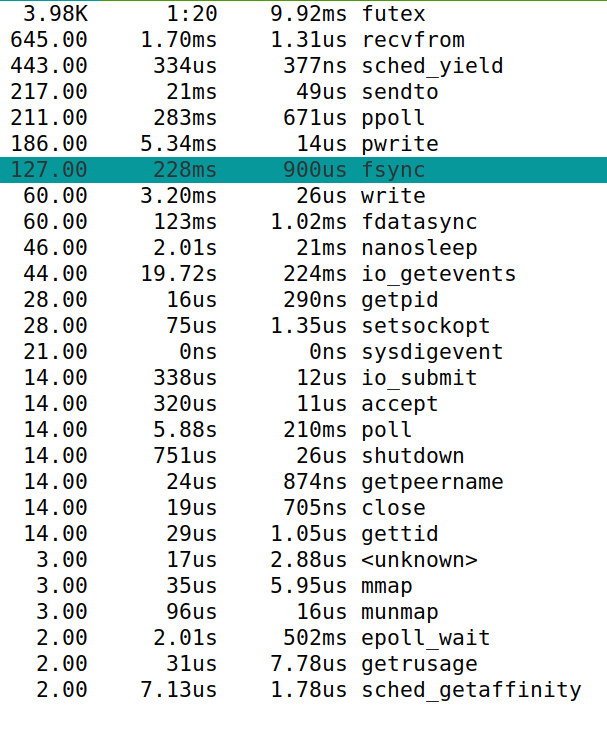 3.98K 1:20 9.92ms futex
645.00 1.70ms 1.31us recvfrom
443.00 334us 377ns sched_yield
217.00 21ms 49us sendto
211.00 283ms 671us ppoll
186.00 5.34ms 14us pwrite
127.00 228ms 900us fsync
60.00 3.20ms 26us write
60.00 123ms 1.02ms fdatasync
46.00 2.01s 21ms nanosleep
44.00 19.72s 224ms io_getevents
28.00 16us 290ns getpid
28.00 75us 1.35us setsockopt
21.00 0ns 0ns sysdigevent
14.00 338us 12us io_submit
14.00 320us 11us accept
14.00 5.88s 210ms poll
14.00 751us 26us shutdown
14.00 24us 874ns getpeername
14.00 19us 705ns close
14.00 29us 1.05us gettid
3.00 17us 2.88us <unknown>
3.00 35us 5.95us mmap
3.00 96us 16us munmap
2.00 2.01s 502ms epoll_wait
2.00 31us 7.78us getrusage
2.00 7.13us 1.78us sched_getaffinity